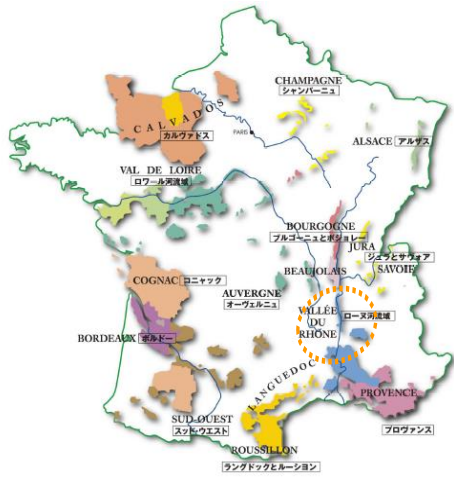 CHAMPAGNE
シャンパーニュ
CALVADOS
カルヴァドス
PARIS
ALSACE アルザス
VAL DE LOIRE
ロワール河流域
BOURGOGNE
ブルゴーニュとボジョレー
JURA
ジュラとサヴォア
SAVOIE
BEAUJOLAIS
COGNAC コニャック
AUVERGNE
オーヴェルニュ
VALLÉE
DU
RHÔNE
ローヌ河流域
BORDEAUX ボルドー
LANGUEDOC
PROVENCE
プロヴァンス
SUD-OUEST
スッド・ウエスト
ROUSSILLON
ラングドックとルーション